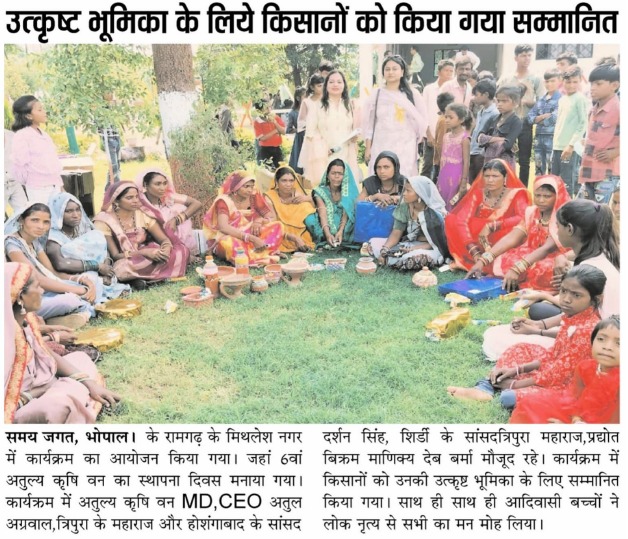 उत्कृष्ट भूमिका के लिये किसानों को किया गया सम्मानित
समय जगत, भोपाल। के रामगढ़ के मिथलेश नगर
में कार्यक्रम का आयोजन किया गया। जहां 6वां
अतुल्य कृषि वन का स्थापना दिवस मनाया गया।
कार्यक्रम में अतुल्य कृषि वन MD,CEO अतुल
अग्रवाल,त्रिपुरा के महाराज और होशंगाबाद के सांसद
दर्शन सिंह, शिर्डी के सांसदत्रिपुरा महाराज,प्रद्योत
बिक्रम माणिक्य देब बर्मा मौजूद रहे। कार्यक्रम में
किसानों को उनकी उत्कृष्ट भूमिका के लिए सम्मानित
किया गया। साथ ही साथ ही आदिवासी बच्चों ने
लोक नृत्य से सभी का मन मोह लिया।